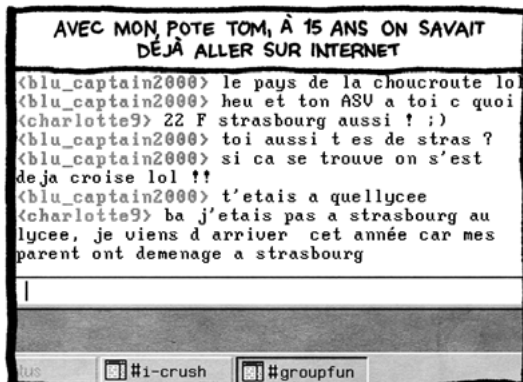 AVEC MON POTE TOM, À 15 ANS ON SAVAIT
DÉJÀ ALLER SUR INTERNET
<blu_captain2000> le pays de la choucroute lol
<blu_captain2000> heu et ton ASV a toi c quoi
<charlotte9> 22 F strasbourg aussi ! ;)
<blu_captain2000> toi aussi t es de stras ?
<blu_captain2000> si ca se trouve on s'est
deja croise lol !!
<blu_captain2000> t'etais a quellycee
<charlotte9> ba j'etais pas a strasbourg au
lycee, je viens d arriver cet année car mes
parent ont demenage a strasbourg
#i-crush #groupfun